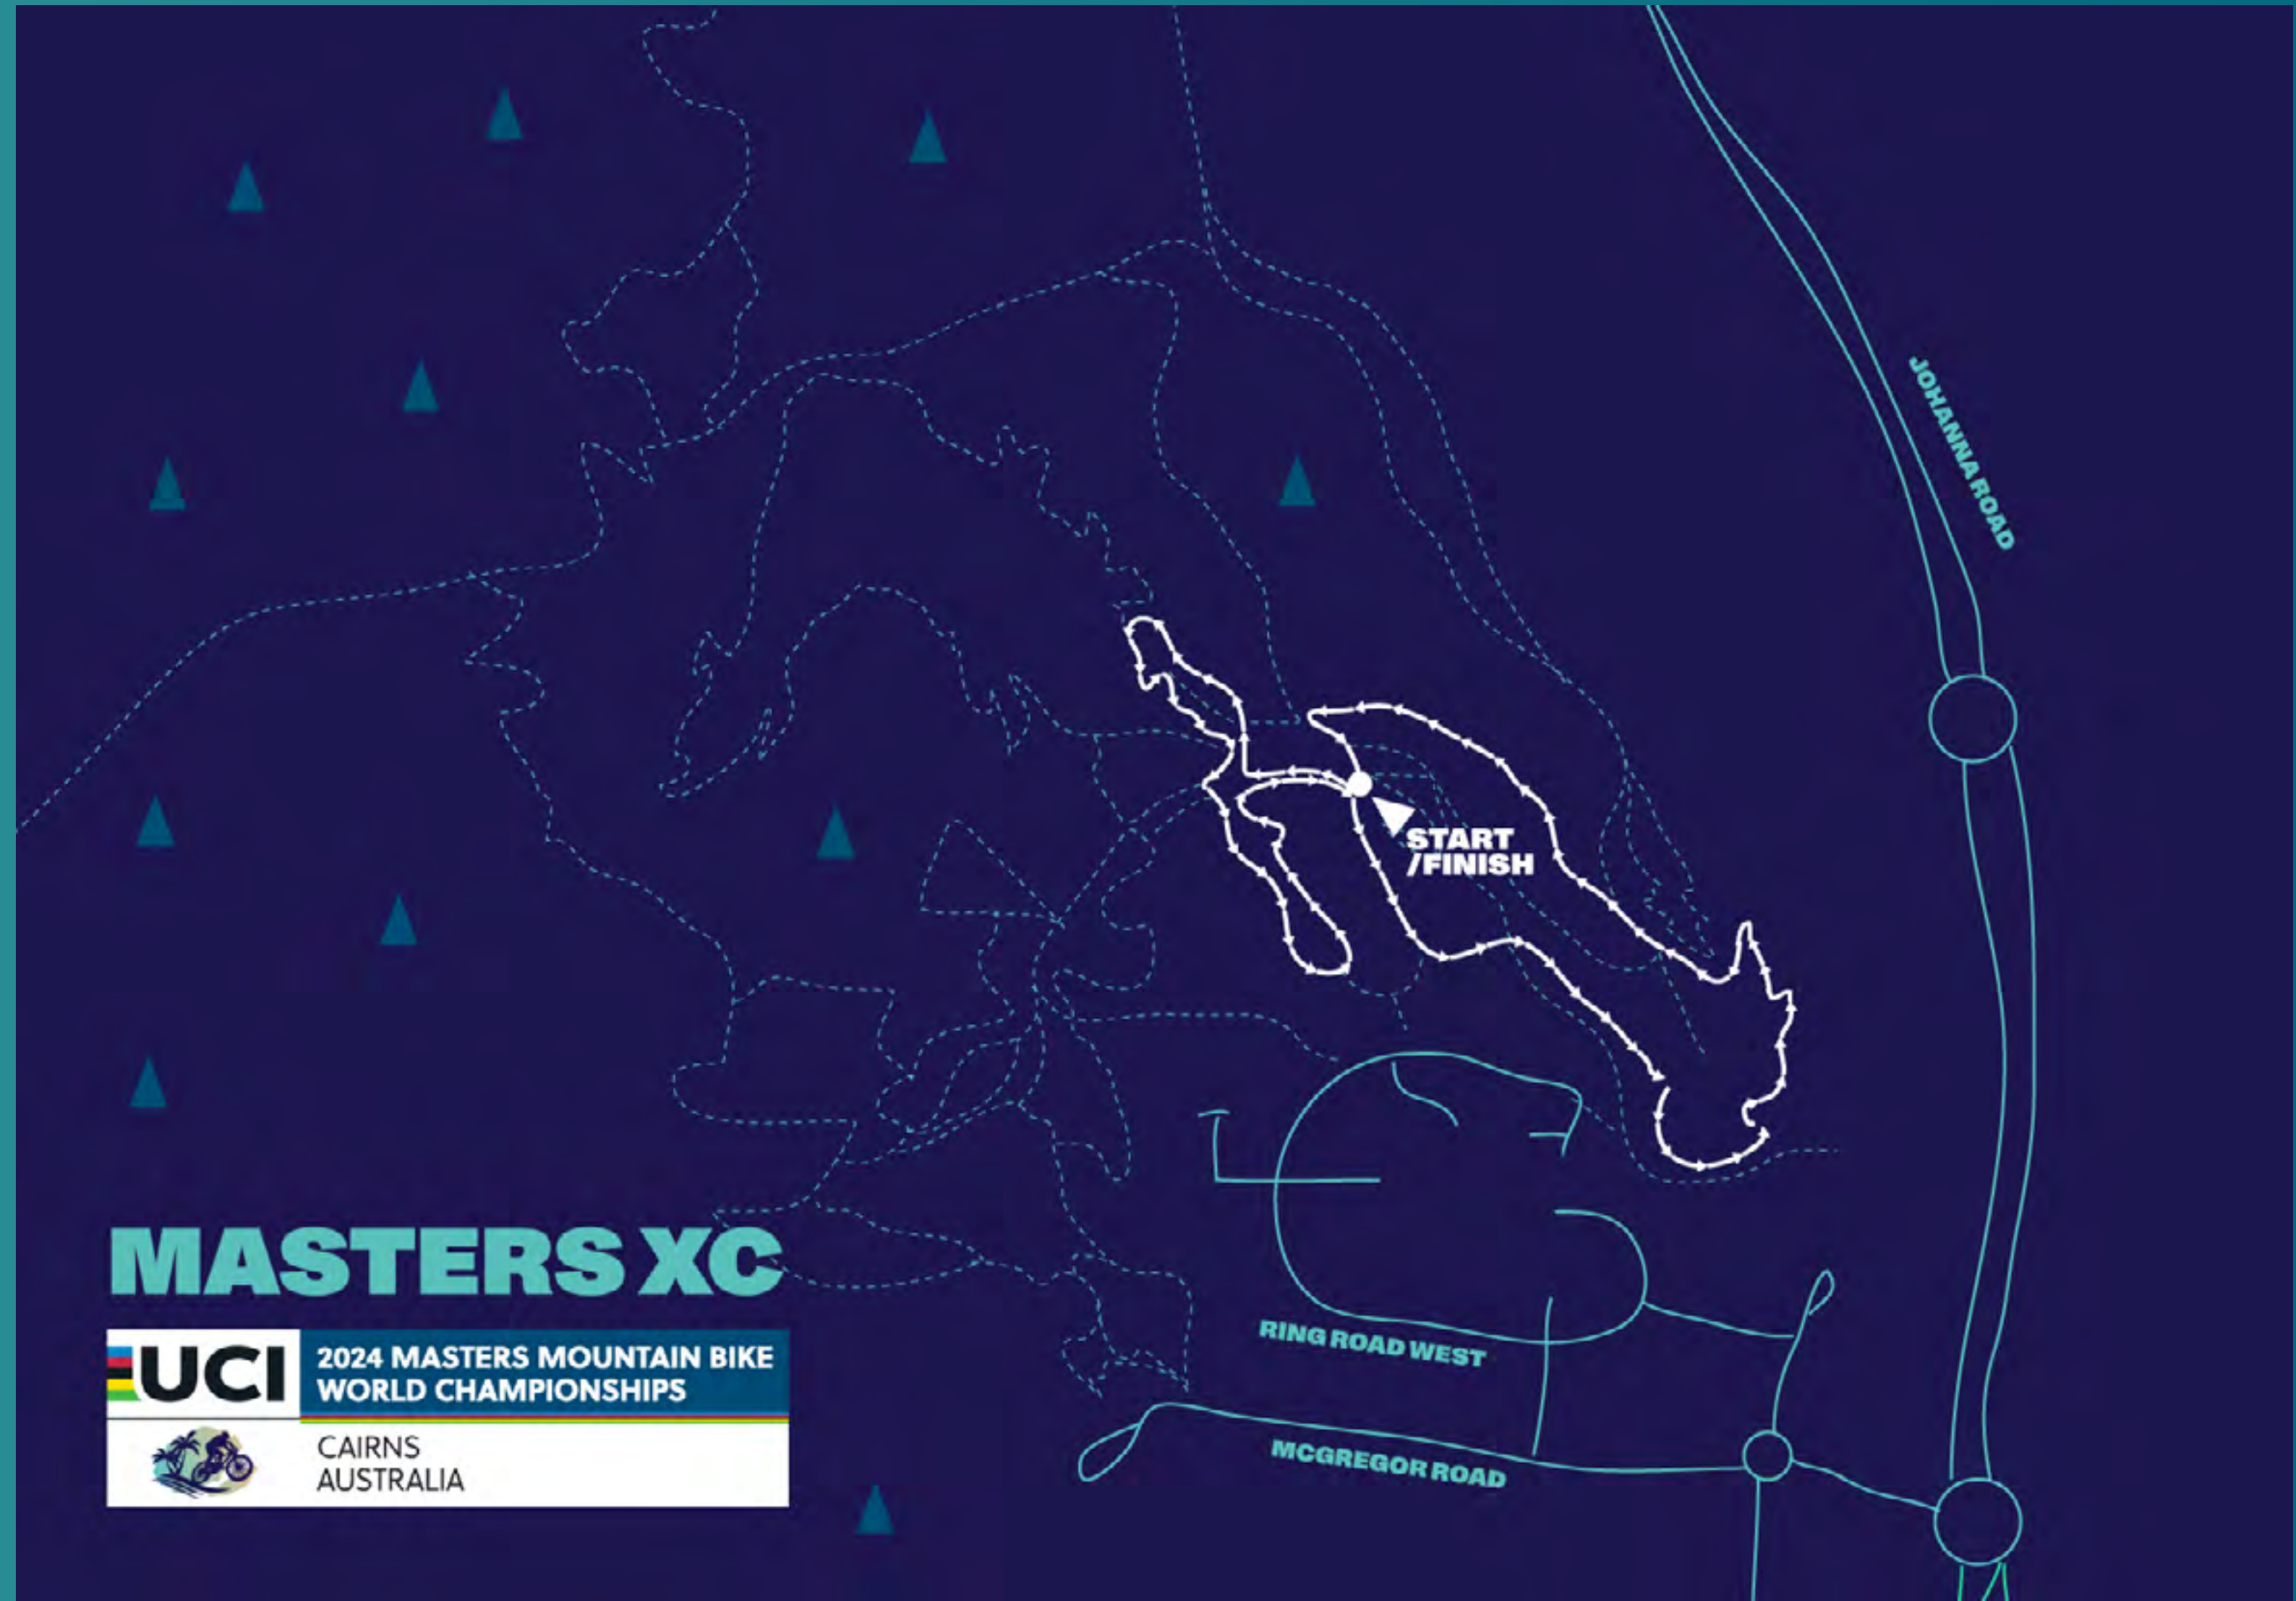 JOHANNA ROAD
START
/FINISH
MASTERS XC
UCI
2024 MASTERS MOUNTAIN BIKE
WORLD CHAMPIONSHIPS
CAIRNS
AUSTRALIA
RING ROAD WEST
MCGREGOR ROAD